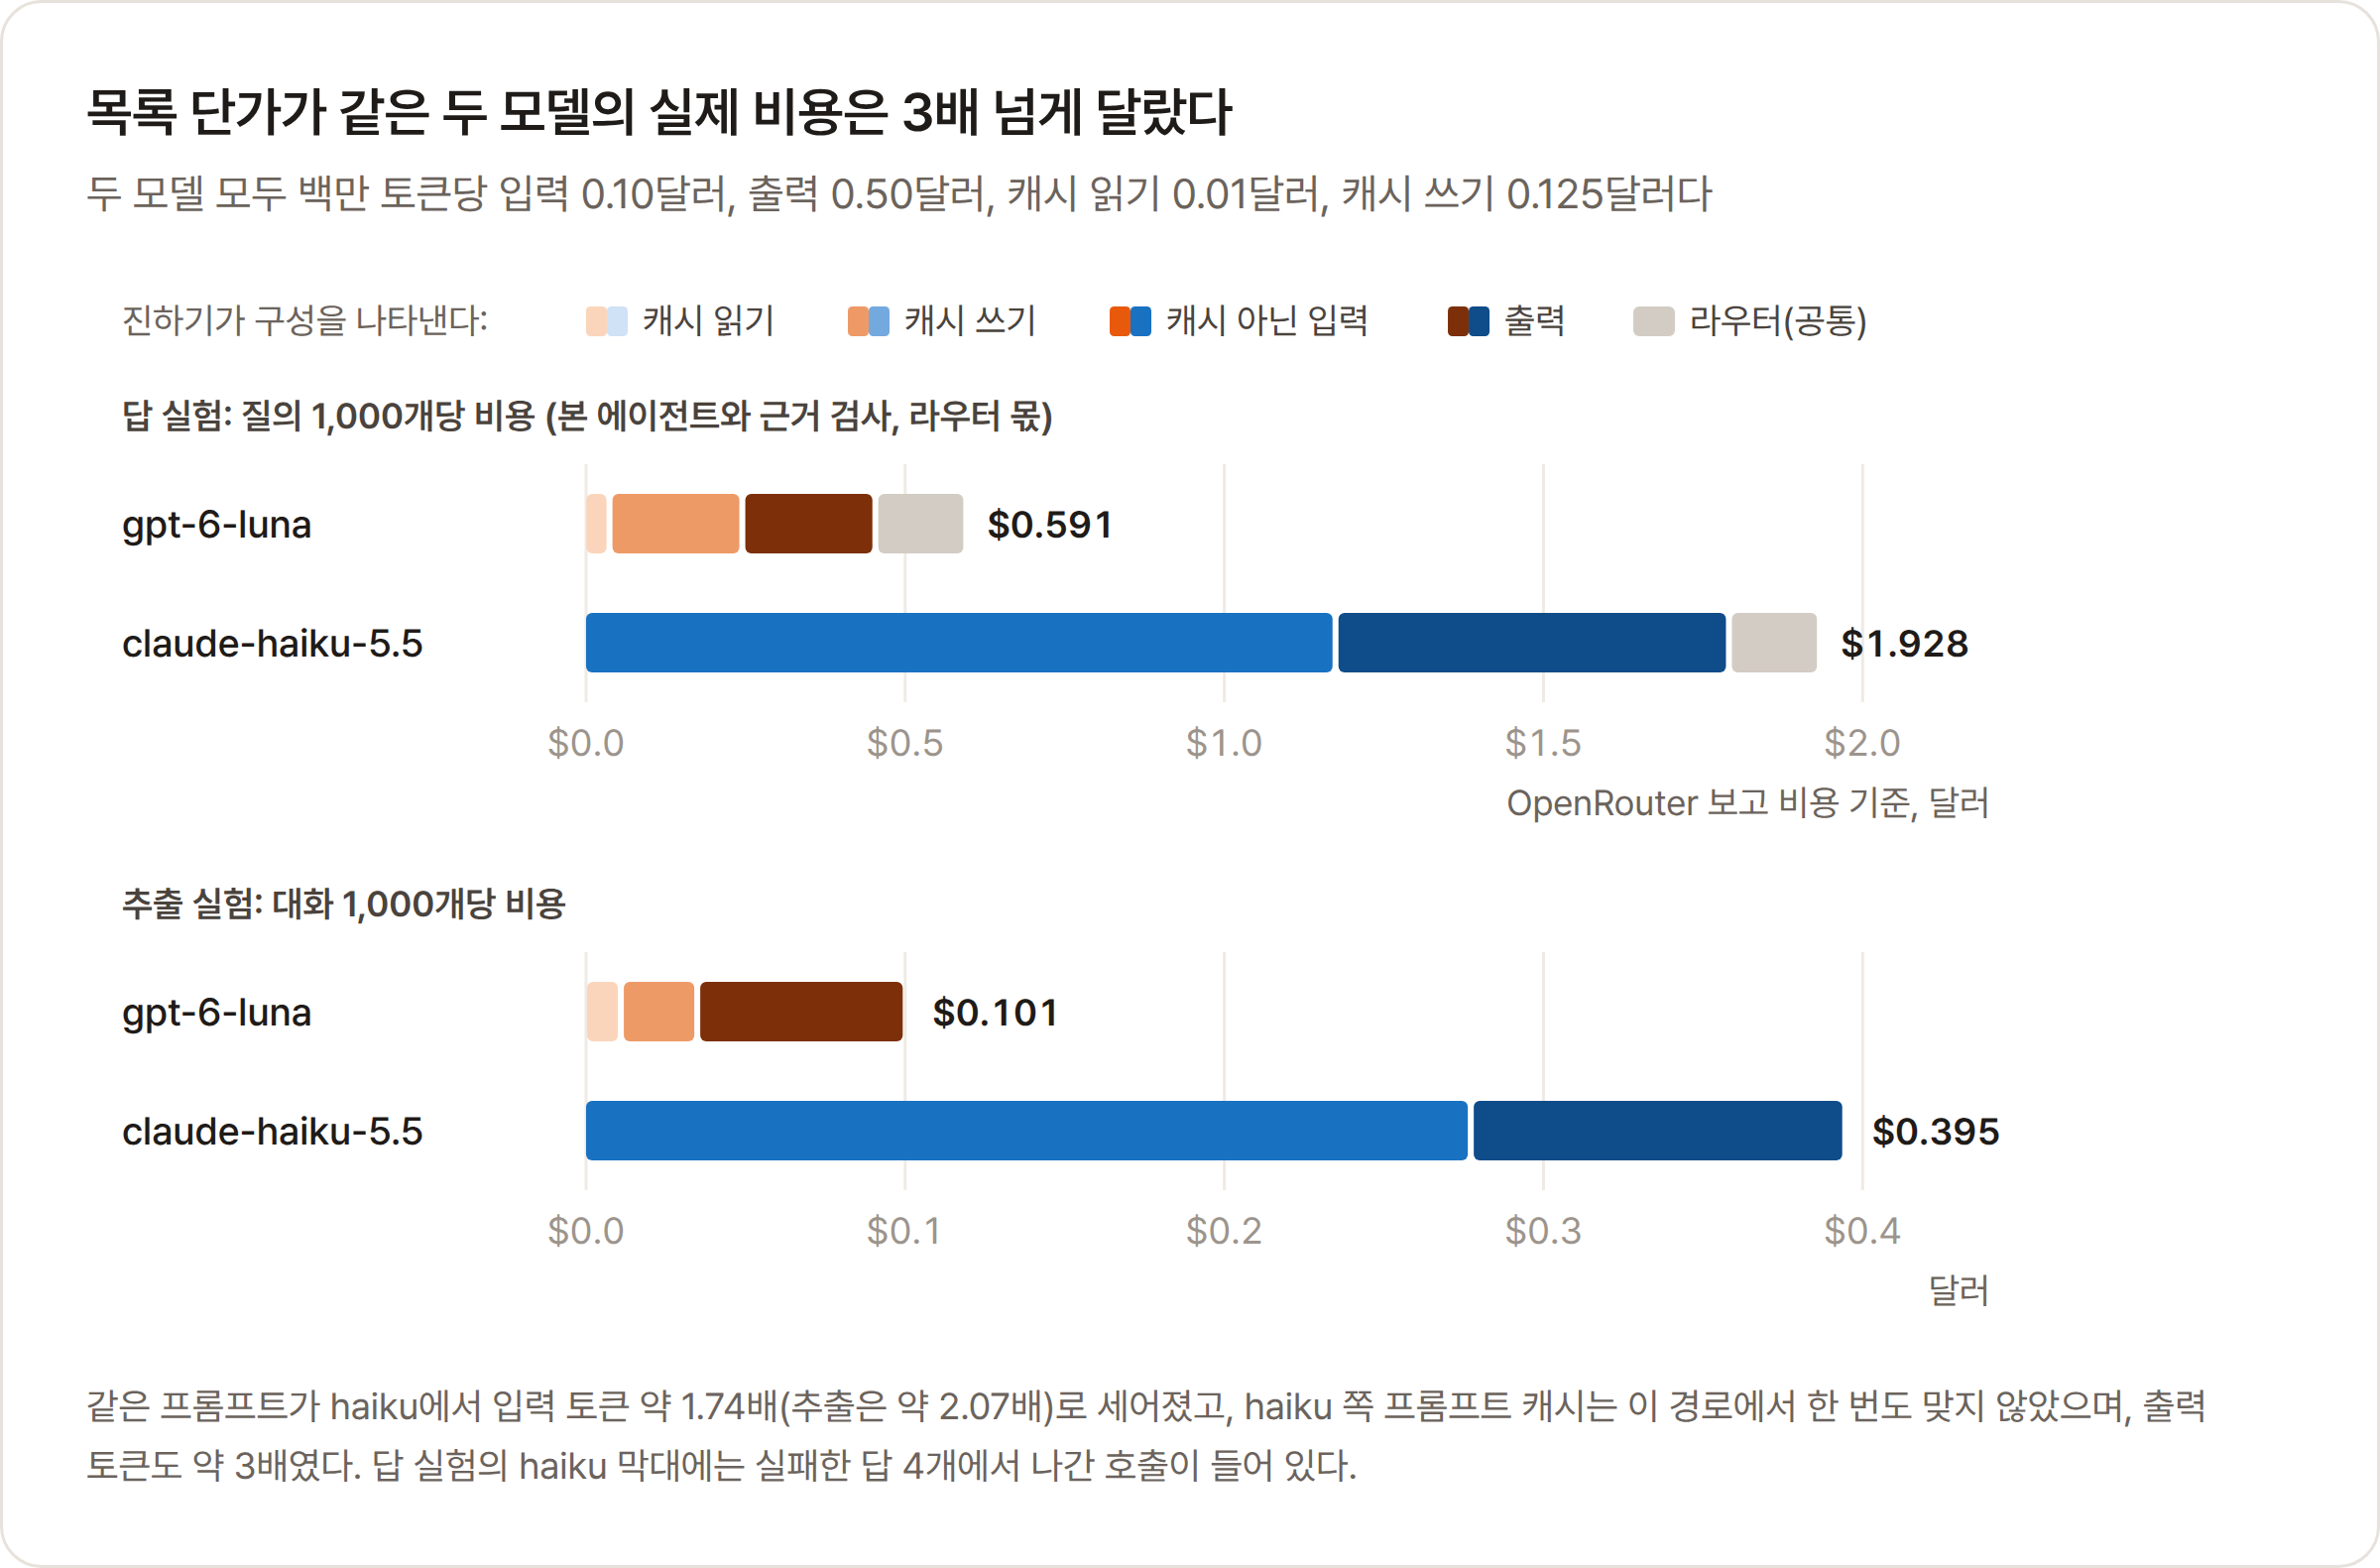 목록 단가가 같은 두 모델의 실제 비용은 3배 넘게 달랐다
두 모델 모두 백만 토큰당 입력 0.10달러, 출력 0.50달러, 캐시 읽기 0.01달러, 캐시 쓰기 0.125달러다
진하기가 구성을 나타낸다: 캐시 읽기 캐시 쓰기 캐시 아닌 입력 출력 라우터(공통)
답 실험: 질의 1,000개당 비용 (본 에이전트와 근거 검사, 라우터 몫)
gpt-6-luna $0.591
claude-haiku-5.5 $1.928
$0.0 $0.5 $1.0 $1.5 $2.0
OpenRouter 보고 비용 기준, 달러
추출 실험: 대화 1,000개당 비용
gpt-6-luna $0.101
claude-haiku-5.5 $0.395
$0.0 $0.1 $0.2 $0.3 $0.4
달러
같은 프롬프트가 haiku에서 입력 토큰 약 1.74배(추출은 약 2.07배)로 세어졌고, haiku 쪽 프롬프트 캐시는 이 경로에서 한 번도 맞지 않았으며, 출력
토큰도 약 3배였다. 답 실험의 haiku 막대에는 실패한 답 4개에서 나간 호출이 들어 있다.